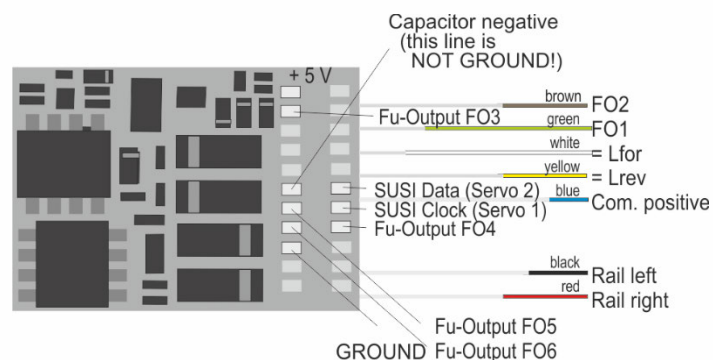 Capacitor negative
(this line is
NOT GROUND!)
+ 5 V
brown
FO2
Fu-Output FO3
green
FO1
white
= Lfor
yellow
= Lrev
SUSI Data (Servo 2)
blue
Com. positive
SUSI Clock (Servo 1)
Fu-Output FO4
black
Rail left
red
Rail right
Fu-Output FO5
GROUND
Fu-Output FO6